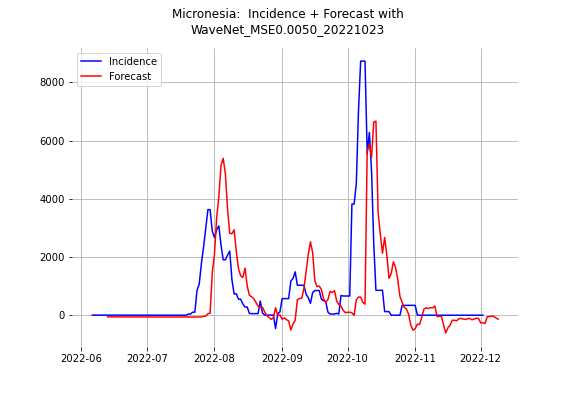 Micronesia:  Incidence + Forecast with
WaveNet_MSE0.0050_20221023
Incidence
Forecast
8000
6000
4000
2000
0
2022-06 2022-07 2022-08 2022-09 2022-10 2022-11 2022-12